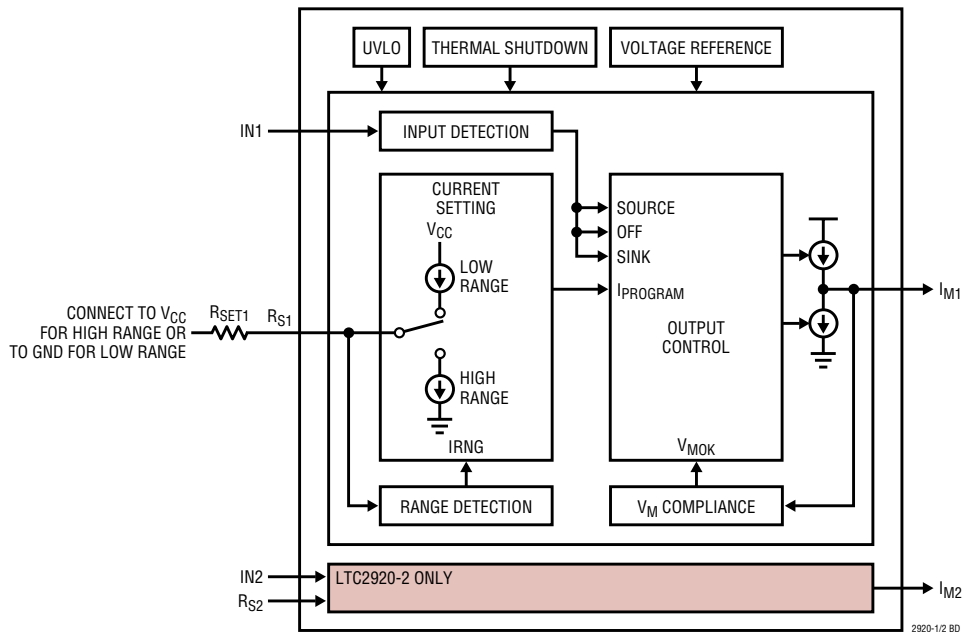 UVLO
THERMAL SHUTDOWN
VOLTAGE REFERENCE
IN1
INPUT DETECTION
CURRENT
SETTING
VCC
LOW
RANGE
HIGH
RANGE
IRNG
SOURCE
OFF
SINK
IPROGRAM
OUTPUT
CONTROL
VMOK
IM1
CONNECT TO VCC
FOR HIGH RANGE OR
TO GND FOR LOW RANGE
RSET1
RS1
RANGE DETECTION
VM COMPLIANCE
IN2
RS2
LTC2920-2 ONLY
IM2
2920-1/2 BD